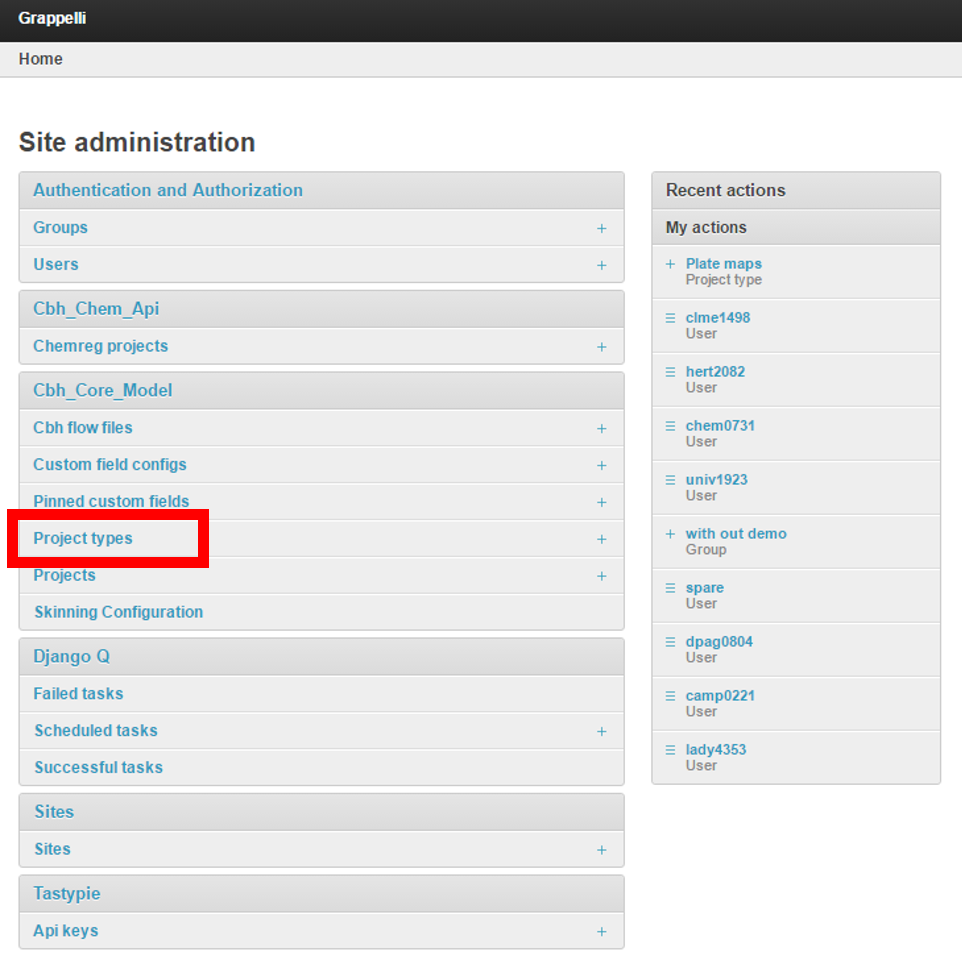 Grappelli
Home
Site administration
Authentication and Authorization
Groups +
Users +
Cbh_Chem_Api
Chemreg projects +
Cbh_Core_Model
Cbh flow files +
Custom field configs +
Pinned custom fields +
Project types +
Projects +
Skinning Configuration
Django Q
Failed tasks
Scheduled tasks +
Successful tasks
Sites
Sites +
Tastypie
Api keys +
Recent actions
My actions
+ Plate maps
Project type
clme1498
User
hert2082
User
chem0731
User
univ1923
User
+ with out demo
Group
spare
User
dpag0804
User
camp0221
User
lady4353
User